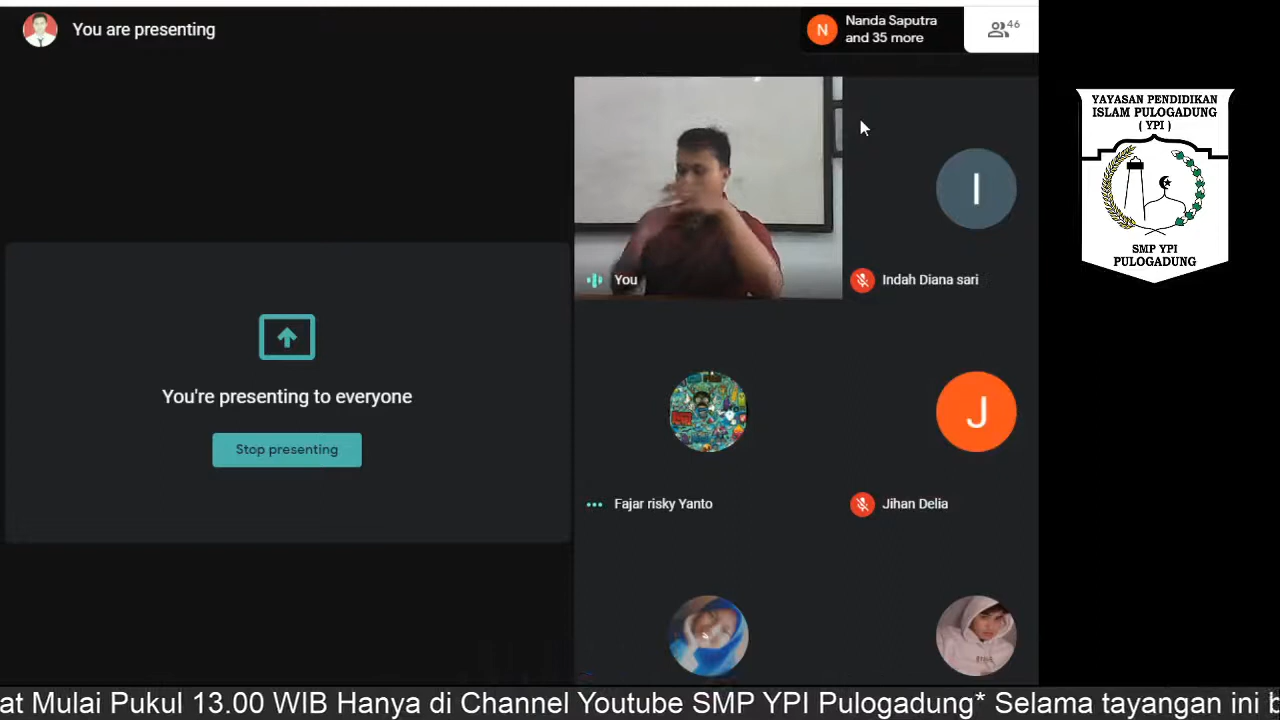 You are presenting
N
Nanda Saputra
and 35 more
46
YAYASAN PENDIDIKAN
ISLAM PULOGADUNG
( YPI )
SMP YPI
PULOGADUNG
You
I
Indah Diana sari
You're presenting to everyone
Stop presenting
Fajar risky Yanto
J
Jihan Delia
at Mulai Pukul 13.00 WIB Hanya di Channel Youtube SMP YPI Pulogadung* Selama tayangan ini b